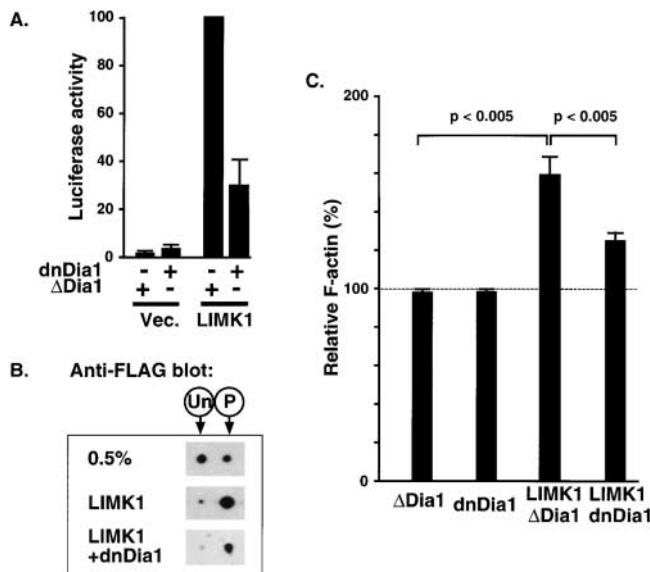 A.
Luciferase activity
100
80
60
40
20
0
dnDia1 - + - +
ΔDia1 + - + -
Vec. LIMK1
B. Anti-FLAG blot:
Un P
0.5%
LIMK1
LIMK1
+dnDia1
C.
Relative F-actin (%)
200
100
0
p < 0.005 p < 0.005
ΔDia1 dnDia1 LIMK1 LIMK1
ΔDia1 dnDia1